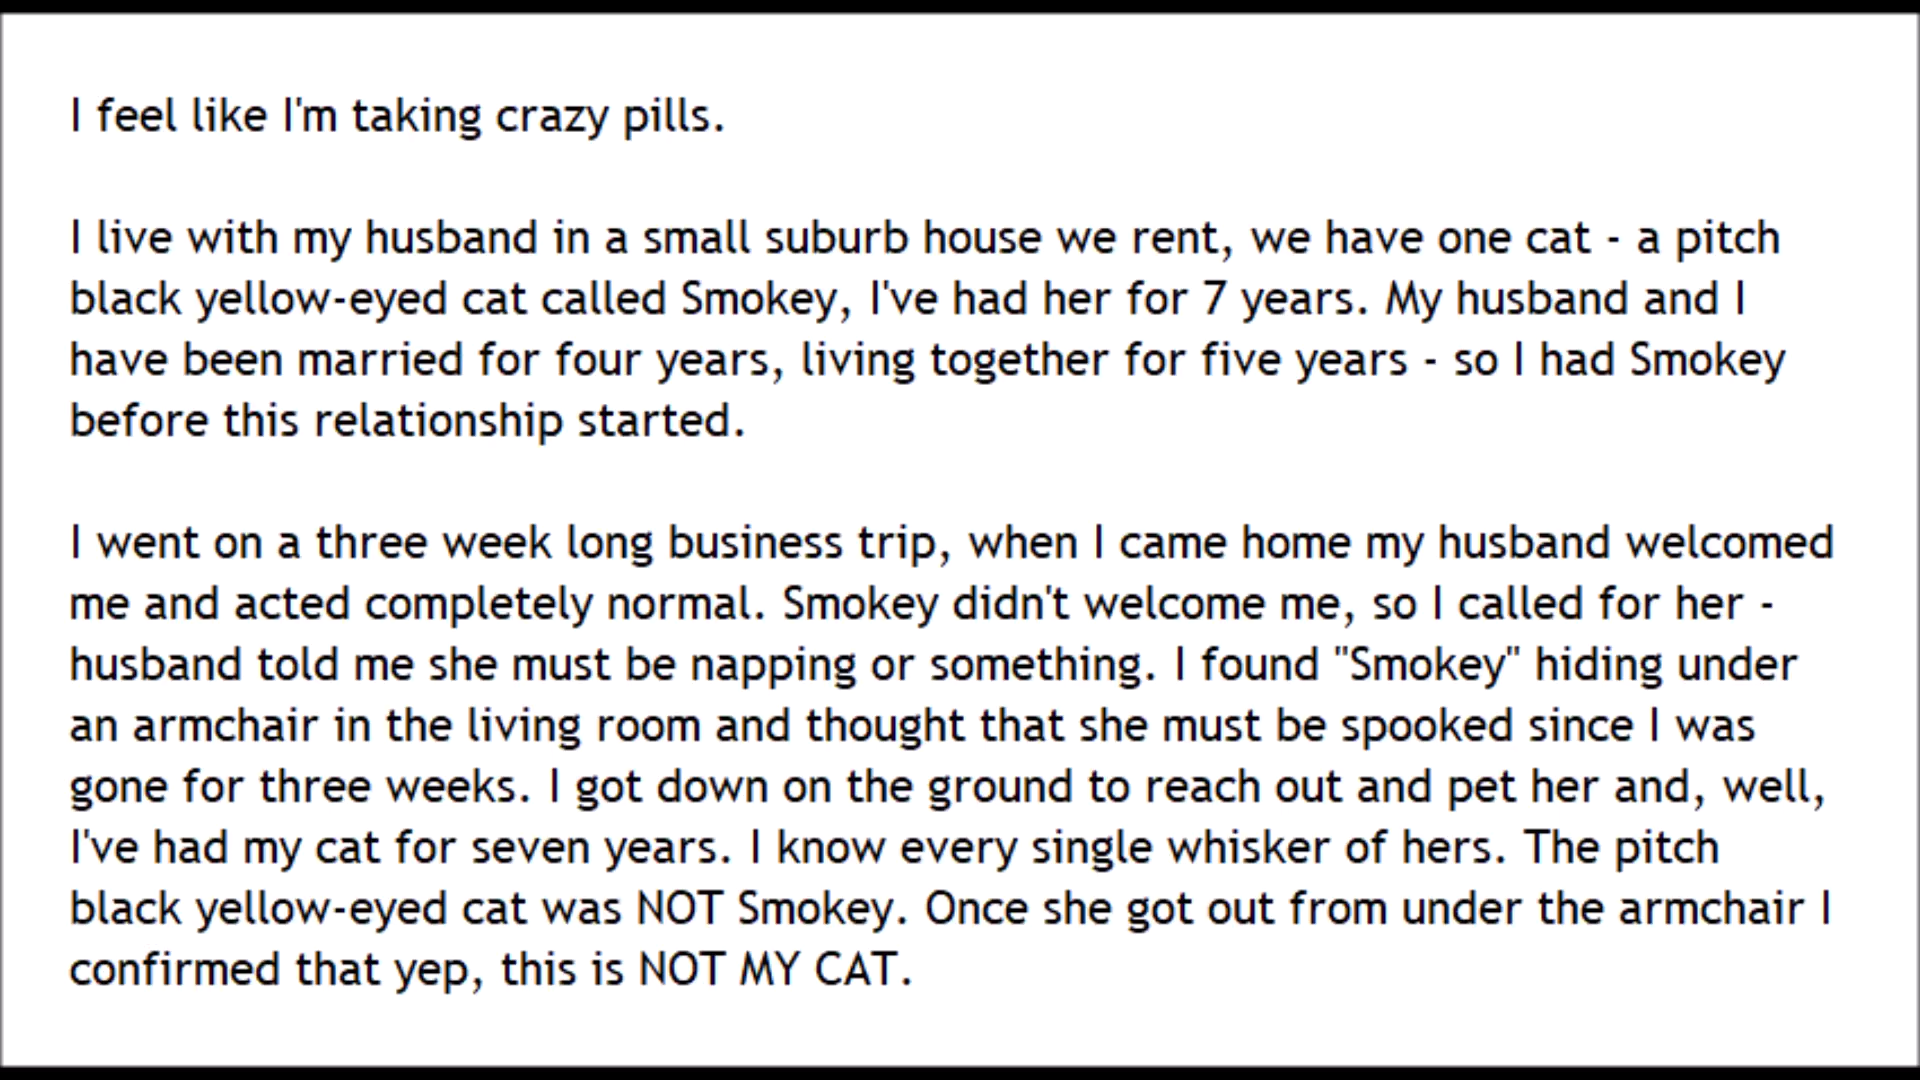 I feel like I'm taking crazy pills.
I live with my husband in a small suburb house we rent, we have one cat - a pitch
black yellow-eyed cat called Smokey, I've had her for 7 years. My husband and I
have been married for four years, living together for five years - so I had Smokey
before this relationship started.
I went on a three week long business trip, when I came home my husband welcomed
me and acted completely normal. Smokey didn't welcome me, so I called for her -
husband told me she must be napping or something. I found "Smokey" hiding under
an armchair in the living room and thought that she must be spooked since I was
gone for three weeks. I got down on the ground to reach out and pet her and, well,
I've had my cat for seven years. I know every single whisker of hers. The pitch
black yellow-eyed cat was NOT Smokey. Once she got out from under the armchair I
confirmed that yep, this is NOT MY CAT.